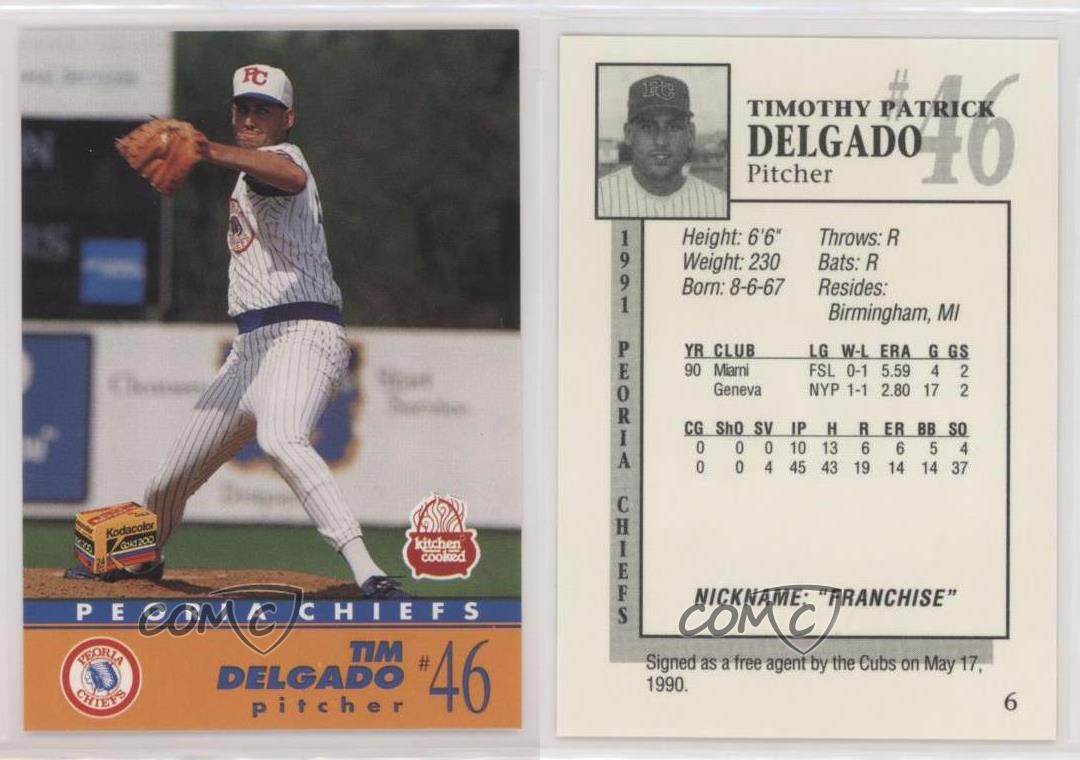 PC
Kodacolor
Gold 200
24
kitchen
cooked
PEORIA CHIEFS
PEORIA
CHIEFS
TIM
DELGADO
pitcher
#46
COMC
PC
#46
TIMOTHY PATRICK
DELGADO
Pitcher
1991 PEORIA CHIEFS
Height: 6'6" Throws: R
Weight: 230 Bats: R
Born: 8-6-67 Resides:
Birmingham, MI
YR CLUB LG W-L ERA G GS
90 Miami FSL 0-1 5.59 4 2
Geneva NYP 1-1 2.80 17 2
CG ShO SV IP H R ER BB SO
0 0 0 10 13 6 6 5 4
0 0 4 45 43 19 14 14 37
NICKNAME: "FRANCHISE"
COMC
Signed as a free agent by the Cubs on May 17,
1990.
6